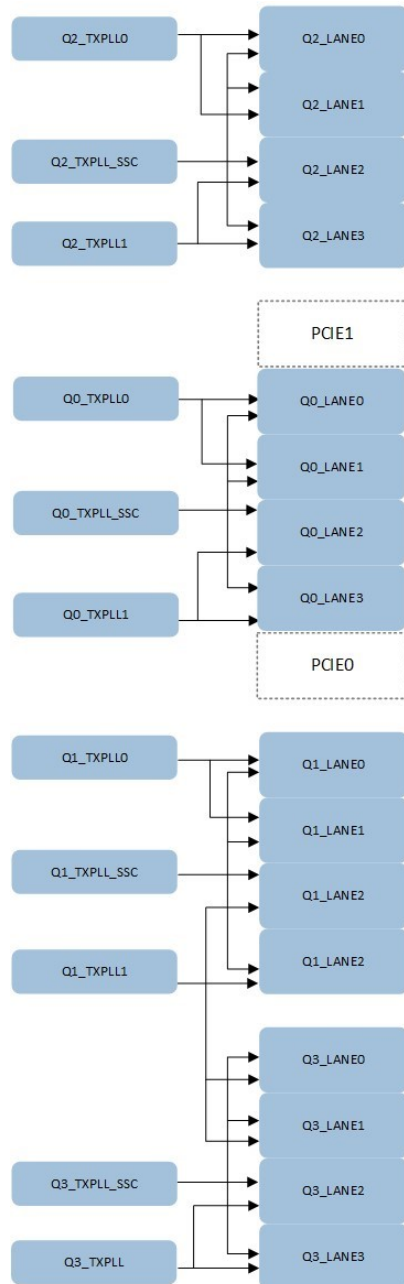 Q2_TXPLL0
Q2_LANE0
Q2_LANE1
Q2_TXPLL_SSC
Q2_LANE2
Q2_TXPLL1
Q2_LANE3
PCIE1
Q0_TXPLL0
Q0_LANE0
Q0_LANE1
Q0_TXPLL_SSC
Q0_LANE2
Q0_TXPLL1
Q0_LANE3
PCIE0
Q1_TXPLL0
Q1_LANE0
Q1_LANE1
Q1_TXPLL_SSC
Q1_LANE2
Q1_TXPLL1
Q1_LANE2
Q3_LANE0
Q3_LANE1
Q3_TXPLL_SSC
Q3_LANE2
Q3_TXPLL
Q3_LANE3